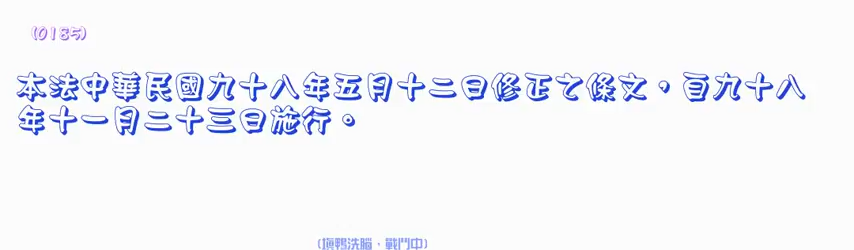 (0185)
本法中華民國九十八年五月十二日修正之條文，自九十八
年十一月二十三日施行。
(填鴨洗腦，戰鬥中)